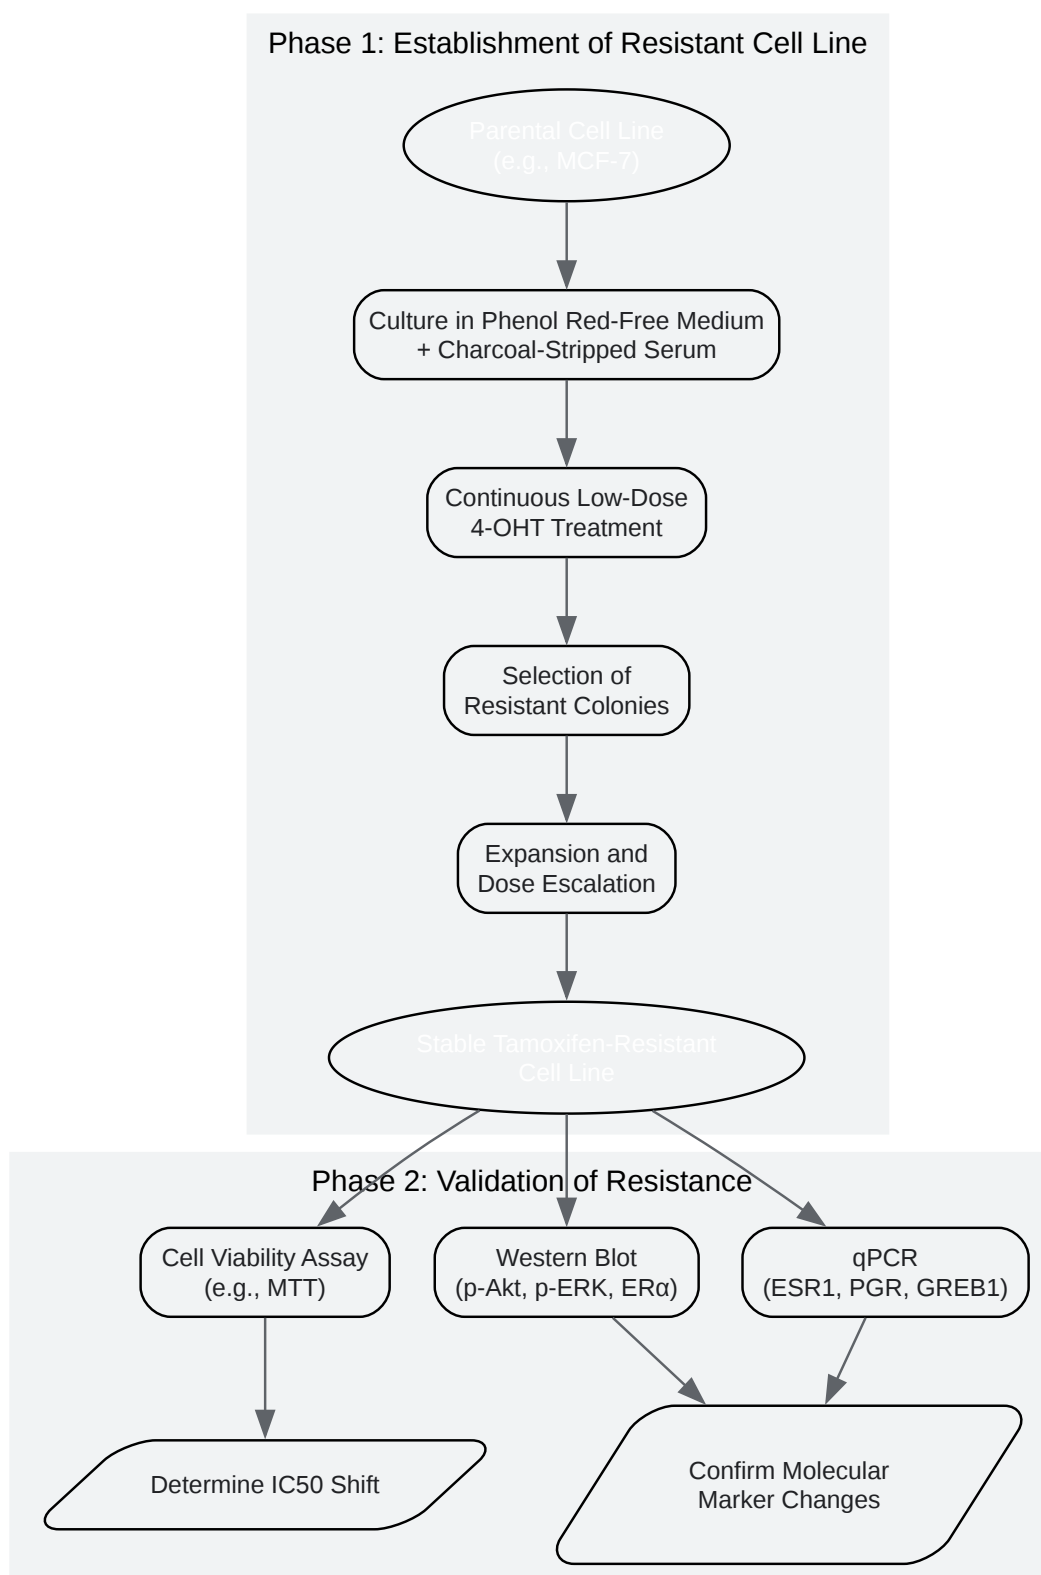 Phase 1: Establishment of Resistant Cell Line
Parental Cell Line
(e.g., MCF-7)
Culture in Phenol Red-Free Medium
+ Charcoal-Stripped Serum
Continuous Low-Dose
4-OHT Treatment
Selection of
Resistant Colonies
Expansion and
Dose Escalation
Stable Tamoxifen-Resistant
Cell Line
Phase 2: Validation of Resistance
Cell Viability Assay
(e.g., MTT)
Western Blot
(p-Akt, p-ERK, ERα)
qPCR
(ESR1, PGR, GREB1)
Determine IC50 Shift
Confirm Molecular
Marker Changes